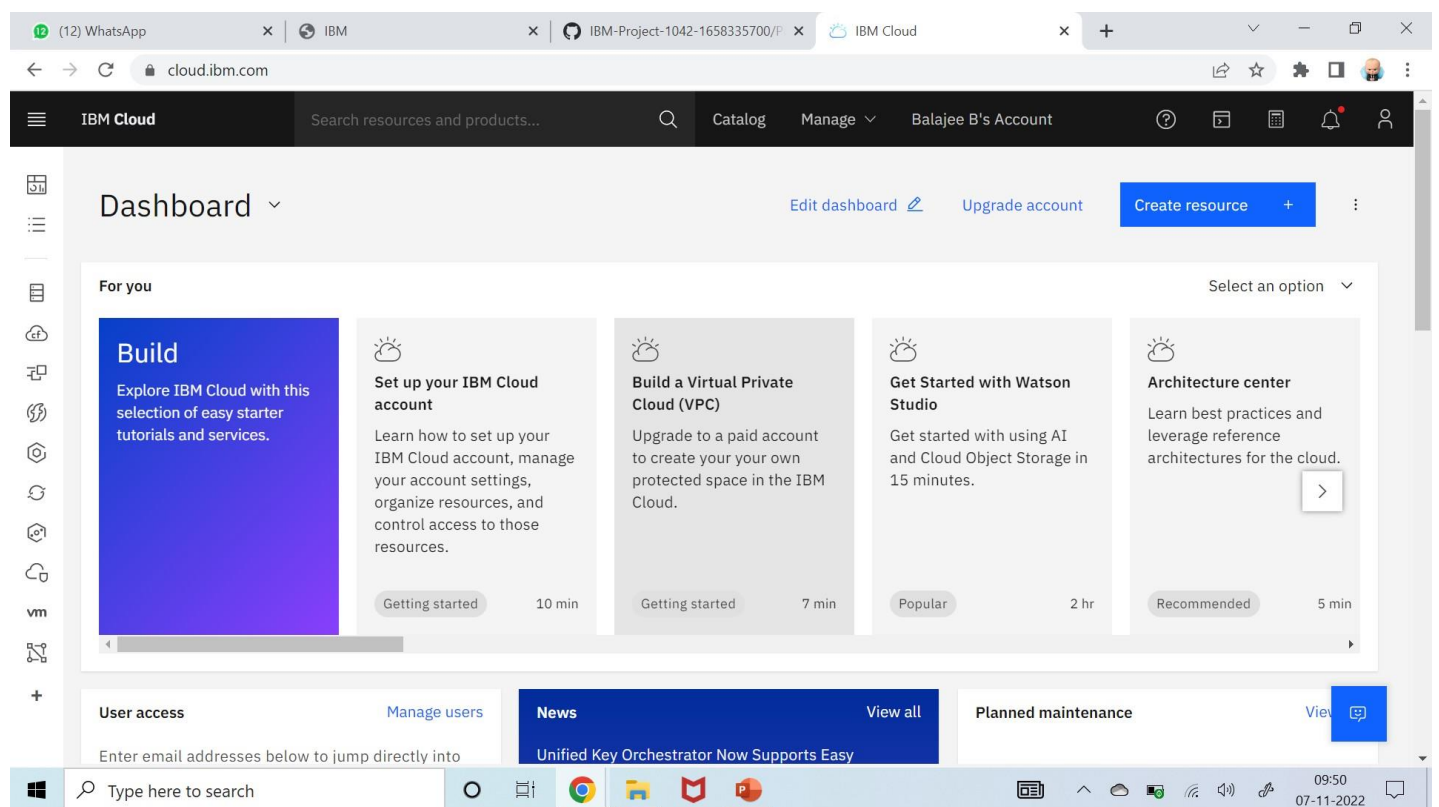 (12) WhatsApp
IBM
IBM-Project-1042-1658335700/P
IBM Cloud
cloud.ibm.com
IBM Cloud
Search resources and products...
Catalog
Manage
Balajee B's Account
Dashboard
Edit dashboard
Upgrade account
Create resource +
For you
Select an option
Build
Explore IBM Cloud with this
selection of easy starter
tutorials and services.
Set up your IBM Cloud
account
Learn how to set up your
IBM Cloud account, manage
your account settings,
organize resources, and
control access to those
resources.
Getting started
10 min
Build a Virtual Private
Cloud (VPC)
Upgrade to a paid account
to create your your own
protected space in the IBM
Cloud.
Getting started
7 min
Get Started with Watson
Studio
Get started with using AI
and Cloud Object Storage in
15 minutes.
Popular
2 hr
Architecture center
Learn best practices and
leverage reference
architectures for the cloud.
Recommended
5 min
cf
vm
User access
Manage users
Enter email addresses below to jump directly into
News
View all
Unified Key Orchestrator Now Supports Easy
Planned maintenance
Type here to search
09:50
07-11-2022